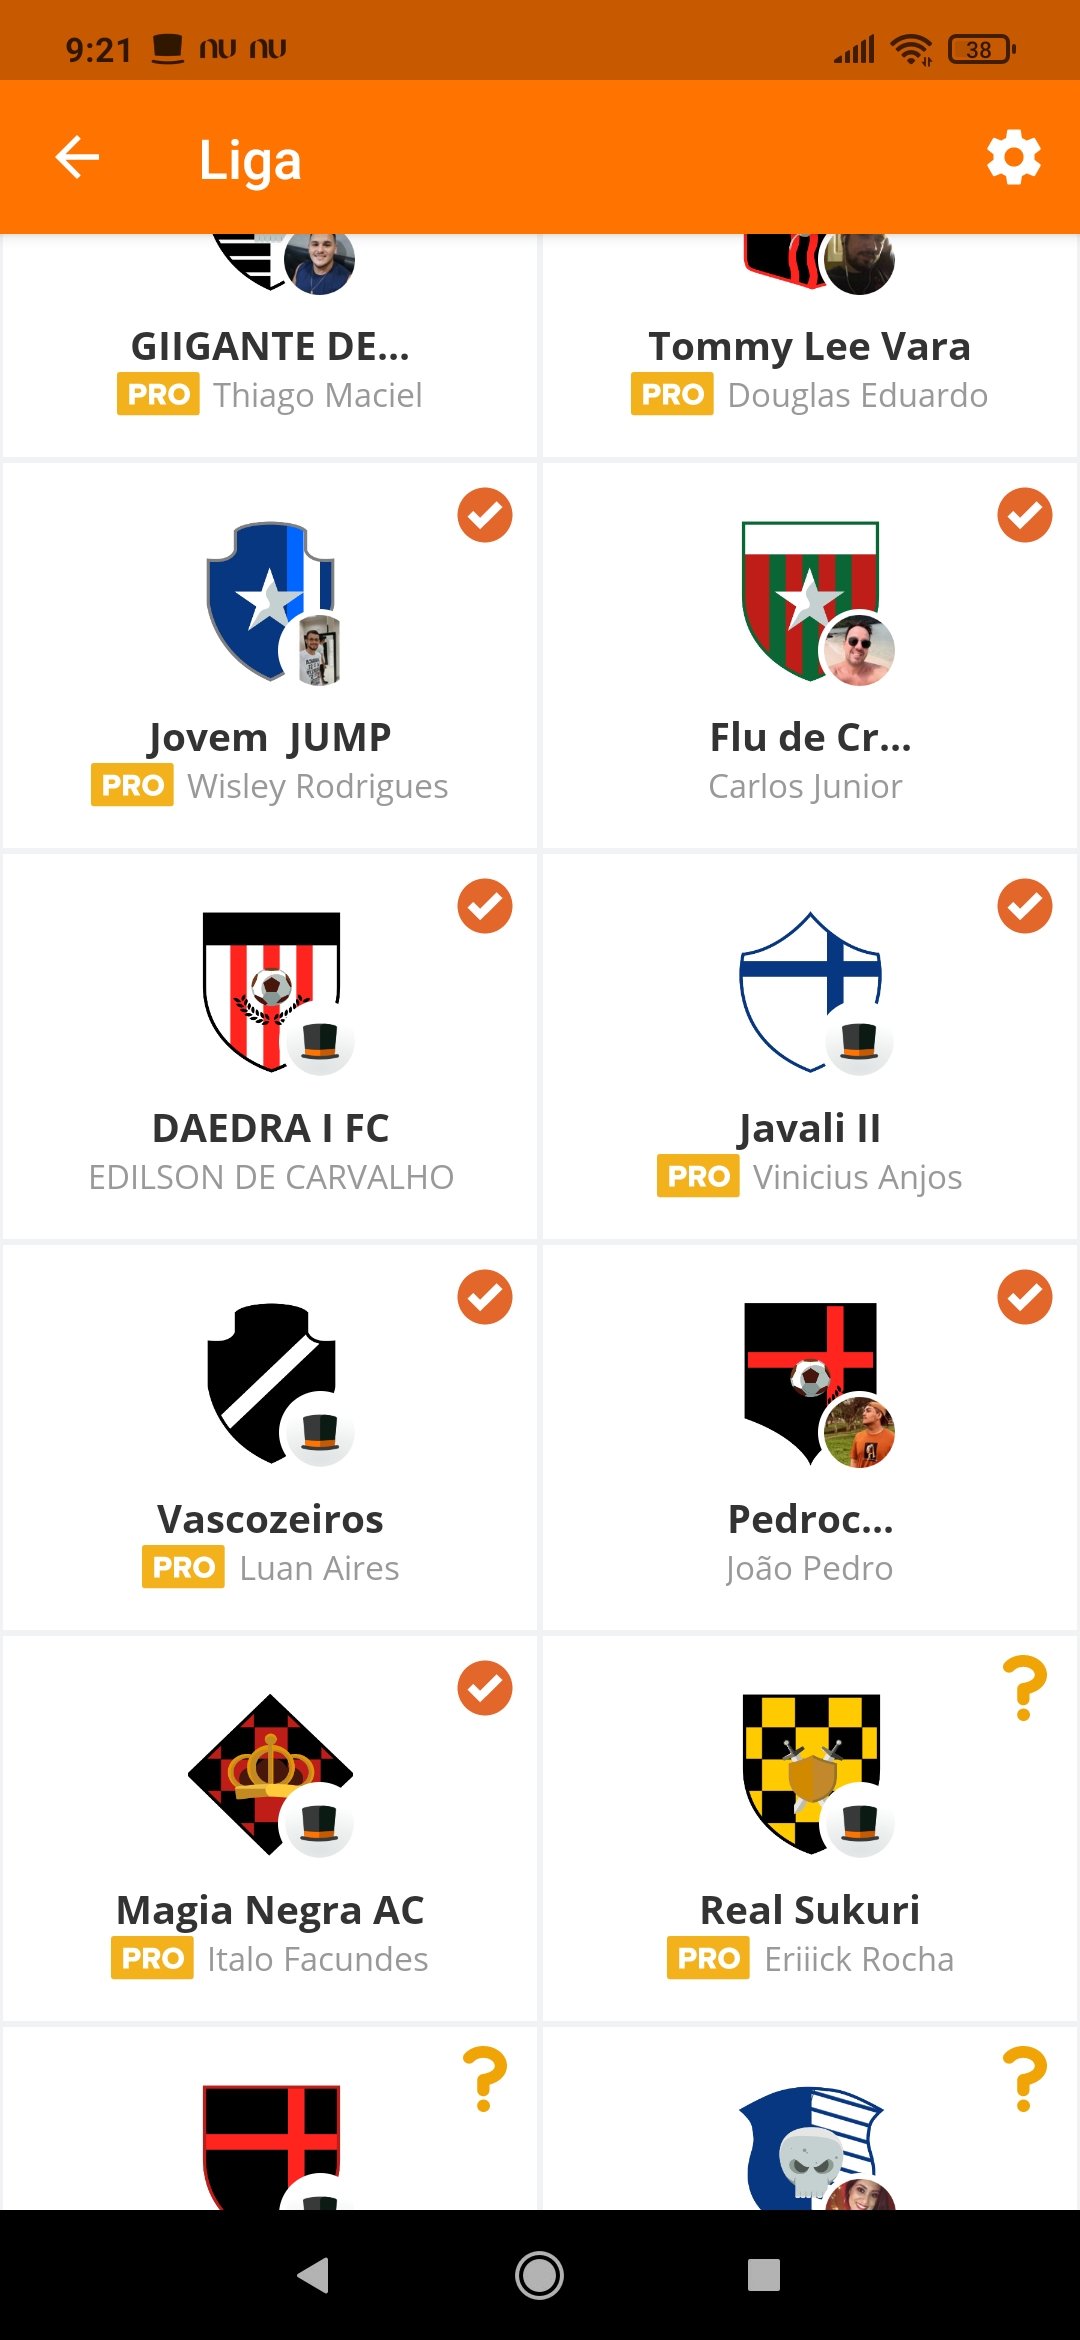 9:21 nu nu 38
Liga
GIIGANTE DE...
PRO Thiago Maciel
Tommy Lee Vara
PRO Douglas Eduardo
Jovem  JUMP
PRO Wisley Rodrigues
Flu de Cr...
Carlos Junior
DAEDRA I FC
EDILSON DE CARVALHO
Javali II
PRO Vinicius Anjos
Vascozeiros
PRO Luan Aires
Pedroc...
João Pedro
Magia Negra AC
PRO Italo Facundes
?
Real Sukuri
PRO Eriiick Rocha
?
?